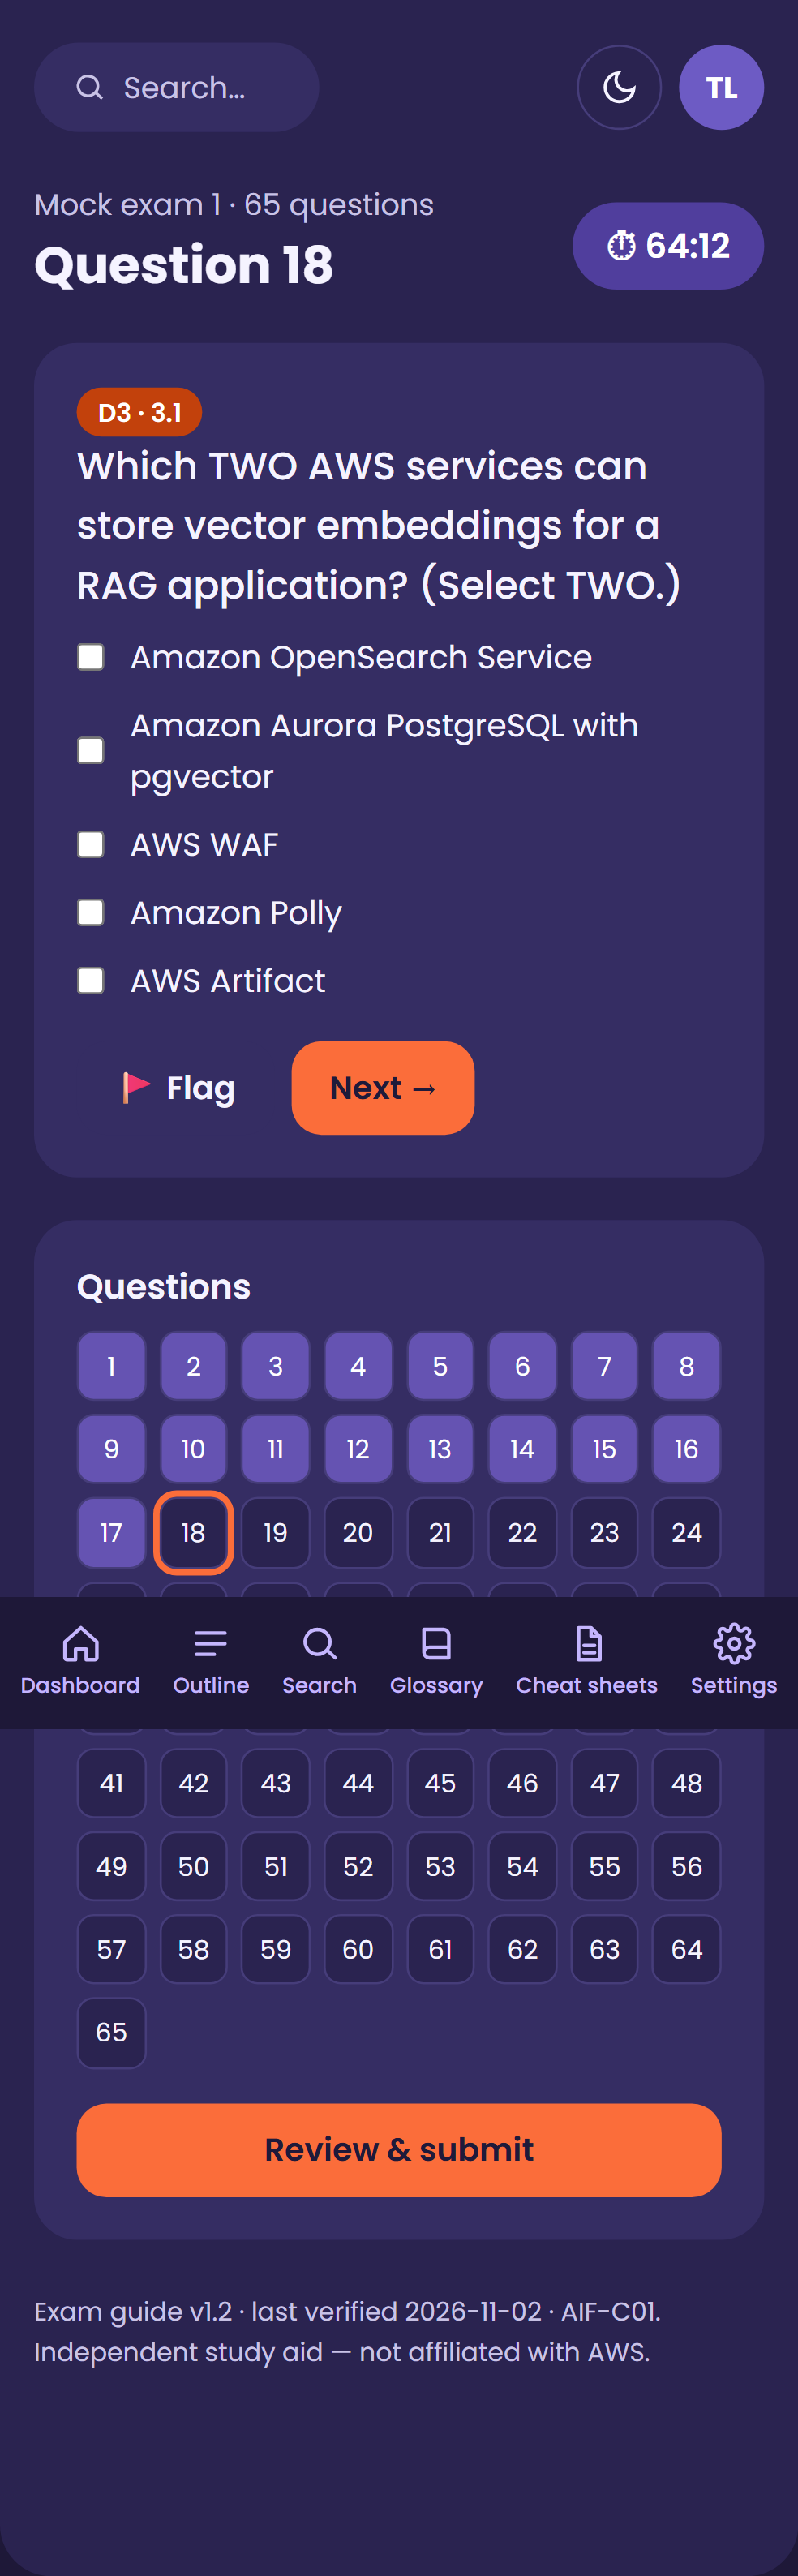 Search...
TL
Mock exam 1 · 65 questions
Question 18
⏱ 64:12
D3 · 3.1
Which TWO AWS services can
store vector embeddings for a
RAG application? (Select TWO.)
Amazon OpenSearch Service
Amazon Aurora PostgreSQL with
pgvector
AWS WAF
Amazon Polly
AWS Artifact
Flag
Next →
Questions
1 2 3 4 5 6 7 8
9 10 11 12 13 14 15 16
17 18 19 20 21 22 23 24
Dashboard Outline Search Glossary Cheat sheets Settings
41 42 43 44 45 46 47 48
49 50 51 52 53 54 55 56
57 58 59 60 61 62 63 64
65
Review & submit
Exam guide v1.2 · last verified 2026-11-02 · AIF-C01.
Independent study aid — not affiliated with AWS.